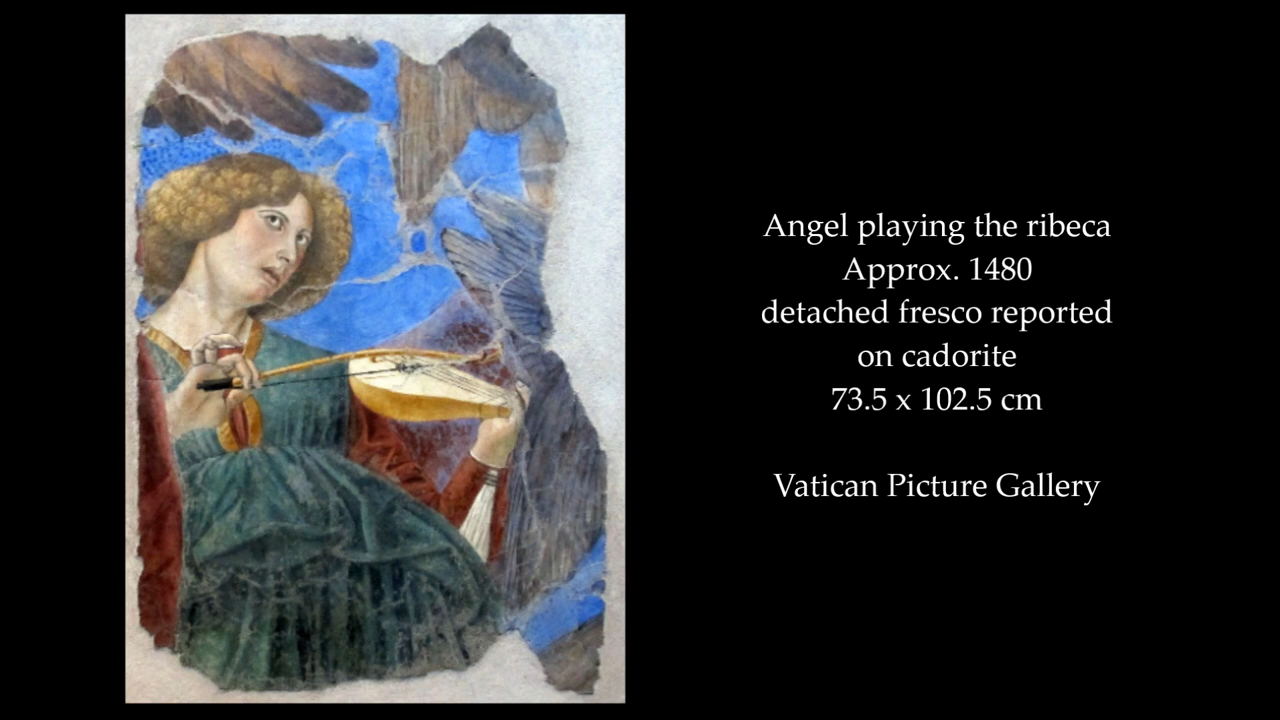 Angel playing the ribeca
Approx. 1480
detached fresco reported
on cadorite
73.5 x 102.5 cm
Vatican Picture Gallery